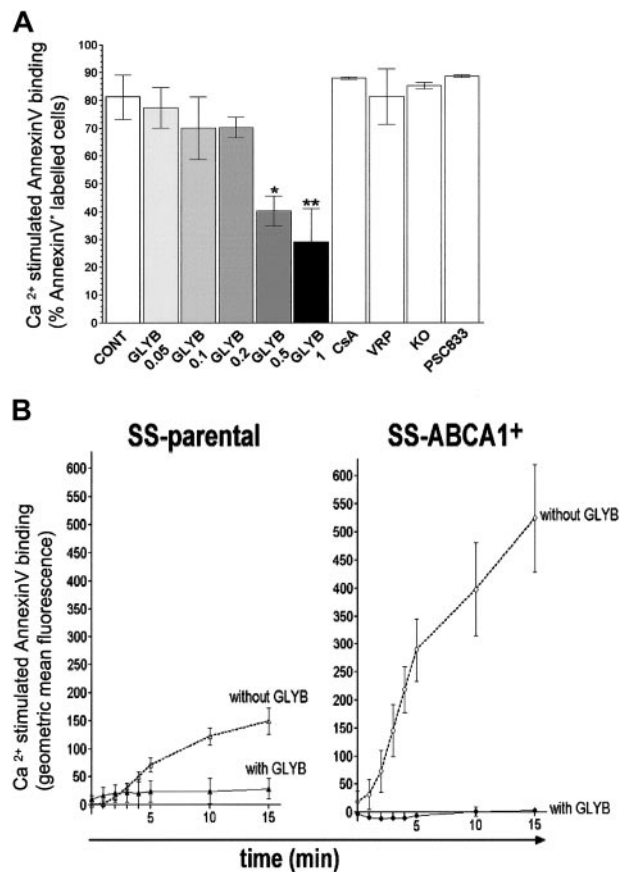 A
Ca 2+ stimulated AnnexinV binding
(% AnnexinV+ labelled cells)
100
90
80
70
60
50
40
30
20
10
0
*
**
CONT
GLYB 0.05
GLYB 0.1
GLYB 0.2
GLYB 0.5
GLYB 1
CsA
VRP
KO
PSC833
B
SS-parental
SS-ABCA1+
Ca 2+ stimulated AnnexinV binding
(geometric mean fluorescence)
600
550
500
450
400
350
300
250
200
150
100
50
0
without GLYB
with GLYB
5
10
15
600
550
500
450
400
350
300
250
200
150
100
50
0
without GLYB
with GLYB
5
10
15
time (min)